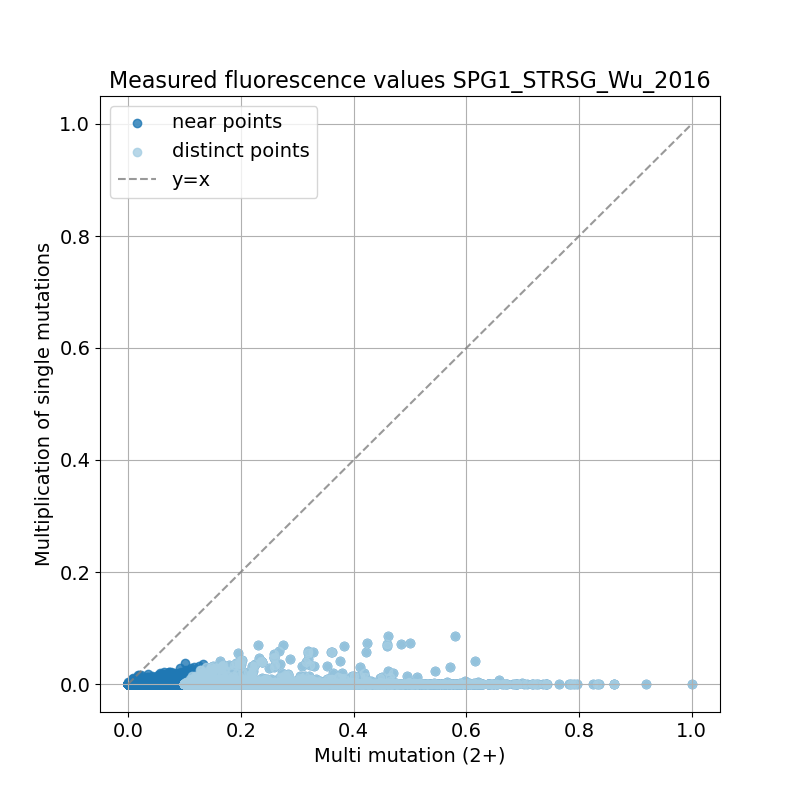 Measured fluorescence values SPG1_STRSG_Wu_2016
near points
distinct points
y=x
1.0
0.8
0.6
0.4
0.2
0.0
Multiplication of single mutations
0.0 0.2 0.4 0.6 0.8 1.0
Multi mutation (2+)